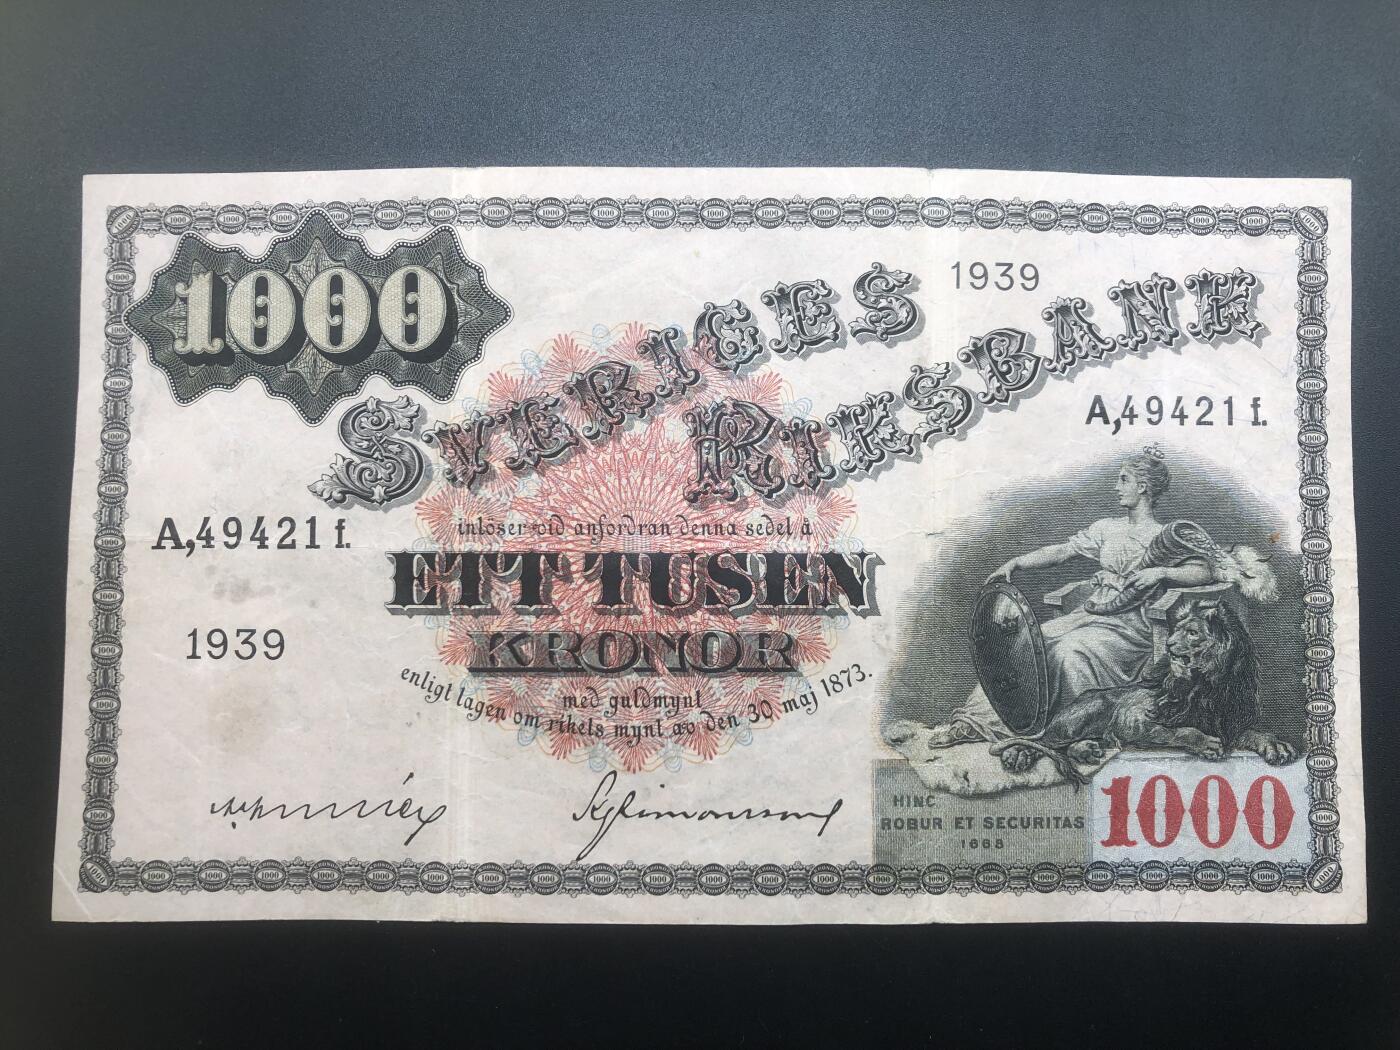 1000
SVERIGES
1939
RIKSBANK
A,49421 f.
A,49421 f.
inlöser vid anfordran denna sedel å
ETT TUSEN
KRONOR
1939
med guldmynt
enligt lagen om rikets mynt av den 30 maj 1873.
HINC
ROBUR ET SECURITAS
1668
1000